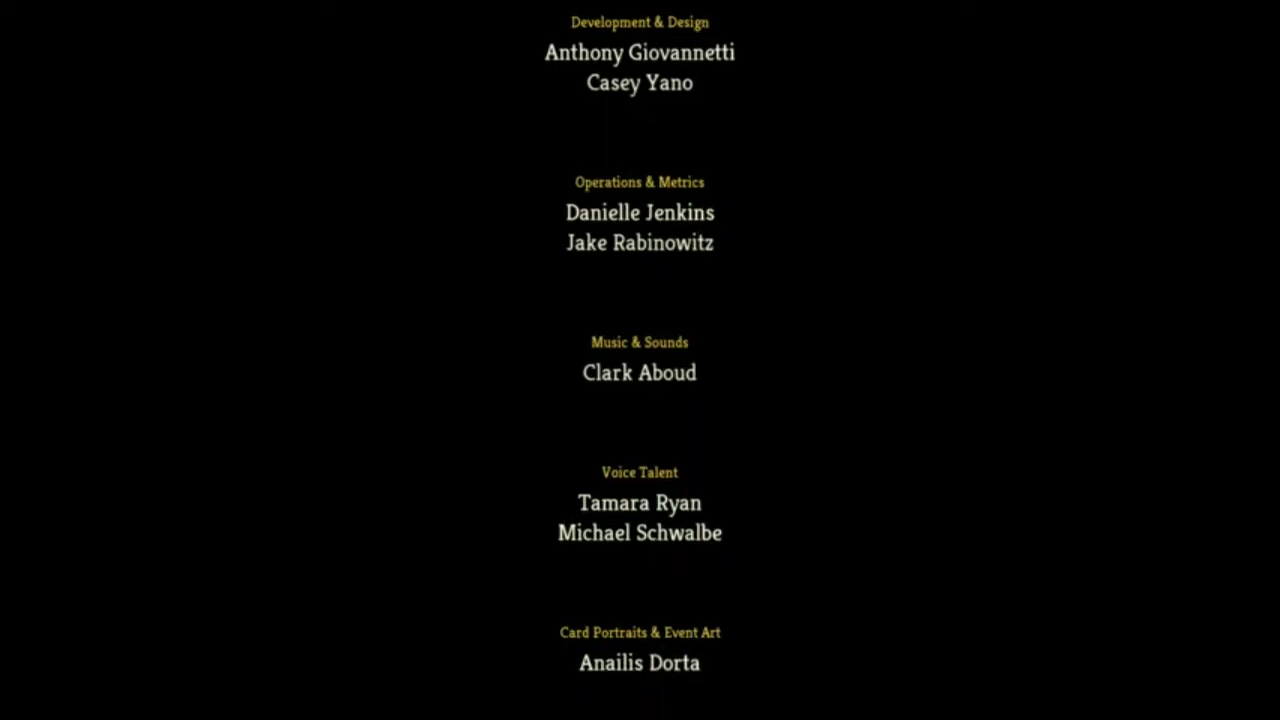 Development & Design
Anthony Giovannetti
Casey Yano
Operations & Metrics
Danielle Jenkins
Jake Rabinowitz
Music & Sounds
Clark Aboud
Voice Talent
Tamara Ryan
Michael Schwalbe
Card Portraits & Event Art
Anailis Dorta